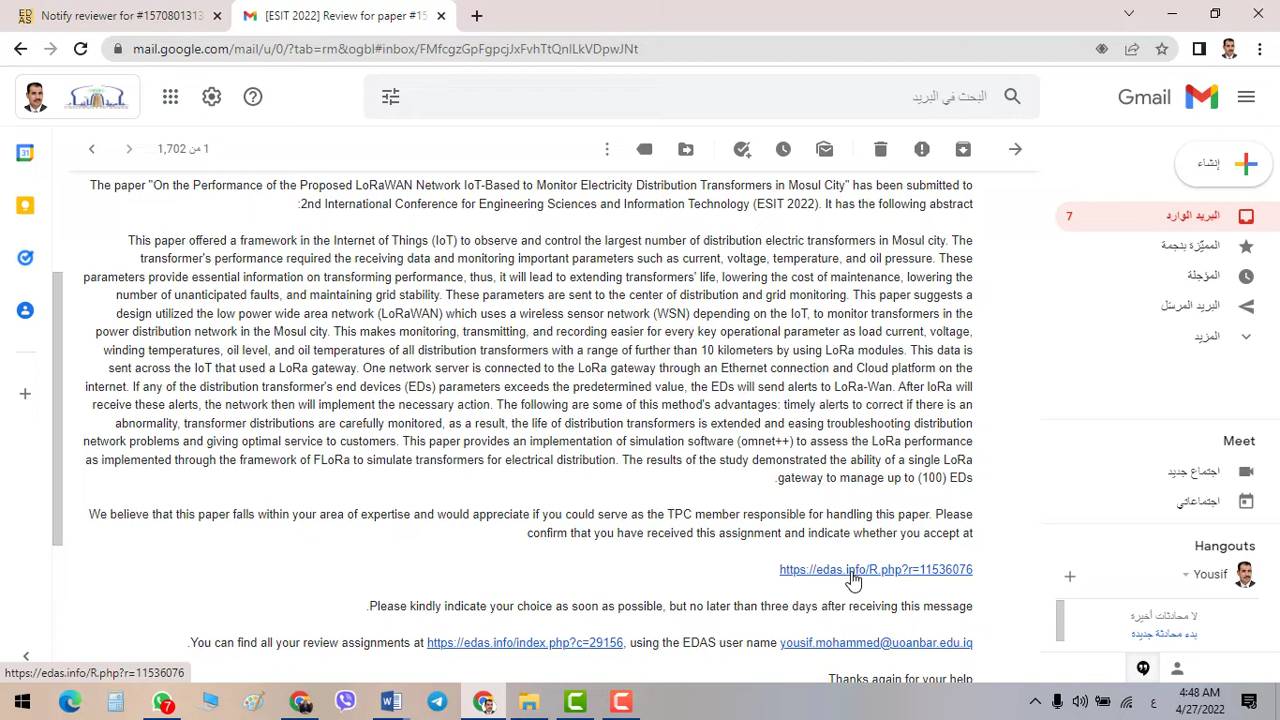 Notify reviewer for #1570801313
[ESIT 2022] Review for paper #15
mail.google.com/mail/u/0/?tab=rm&ogbl#inbox/FMfcgzGpFgpcjJxFvhTtQnlLkVDpwJNt
البحث في البريد
Gmail
1 من 1,702
إنشاء
The paper "On the Performance of the Proposed LoRaWAN Network IoT-Based to Monitor Electricity Distribution Transformers in Mosul City" has been submitted to
:2nd International Conference for Engineering Sciences and Information Technology (ESIT 2022). It has the following abstract
This paper offered a framework in the Internet of Things (IoT) to observe and control the largest number of distribution electric transformers in Mosul city. The
transformer's performance required the receiving data and monitoring important parameters such as current, voltage, temperature, and oil pressure. These
parameters provide essential information on transforming performance, thus, it will lead to extending transformers' life, lowering the cost of maintenance, lowering the
number of unanticipated faults, and maintaining grid stability. These parameters are sent to the center of distribution and grid monitoring. This paper suggests a
design utilized the low power wide area network (LoRaWAN) which uses a wireless sensor network (WSN) depending on the IoT, to monitor transformers in the
power distribution network in the Mosul city. This makes monitoring, transmitting, and recording easier for every key operational parameter as load current, voltage,
winding temperatures, oil level, and oil temperatures of all distribution transformers with a range of further than 10 kilometers by using LoRa modules. This data is
sent across the IoT that used a LoRa gateway. One network server is connected to the LoRa gateway through an Ethernet connection and Cloud platform on the
internet. If any of the distribution transformer's end devices (EDs) parameters exceeds the predetermined value, the EDs will send alerts to LoRa-Wan. After loRa will
receive these alerts, the network then will implement the necessary action. The following are some of this method's advantages: timely alerts to correct if there is an
abnormality, transformer distributions are carefully monitored, as a result, the life of distribution transformers is extended and easing troubleshooting distribution
network problems and giving optimal service to customers. This paper provides an implementation of simulation software (omnet++) to assess the LoRa performance
as implemented through the framework of FLoRa to simulate transformers for electrical distribution. The results of the study demonstrated the ability of a single LoRa
.gateway to manage up to (100) EDs
We believe that this paper falls within your area of expertise and would appreciate if you could serve as the TPC member responsible for handling this paper. Please
confirm that you have received this assignment and indicate whether you accept at
https://edas.info/R.php?r=11536076
.Please kindly indicate your choice as soon as possible, but no later than three days after receiving this message
.You can find all your review assignments at https://edas.info/index.php?c=29156, using the EDAS user name yousif.mohammed@uoanbar.edu.iq
Thanks again for your help
البريد الوارد 7
المميّزة بنجمة
المؤجلة
البريد المرسَل
المزيد
Meet
اجتماع جديد
اجتماعاتي
Hangouts
Yousif
لا محادثات أخيرة
بدء محادثة جديدة
https://edas.info/R.php?r=11536076
7
ع
4:48 AM
4/27/2022